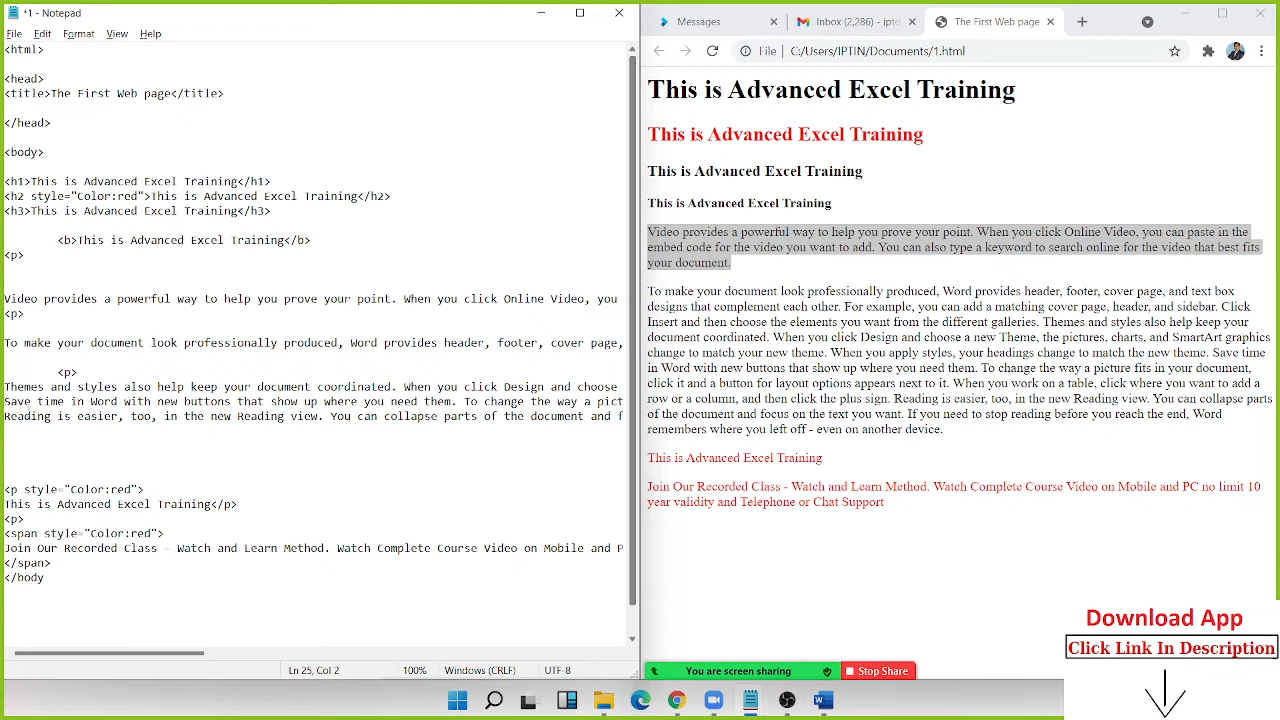 *1 - Notepad
File Edit Format View Help
<html>
<head>
<title>The First Web page</title>
</head>
<body>
<h1>This is Advanced Excel Training</h1>
<h2 style="Color:red">This is Advanced Excel Training</h2>
<h3>This is Advanced Excel Training</h3>
<b>This is Advanced Excel Training</b>
<p>
Video provides a powerful way to help you prove your point. When you click Online Video, you
<p>
To make your document look professionally produced, Word provides header, footer, cover page,
<p>
Themes and styles also help keep your document coordinated. When you click Design and choose
Save time in Word with new buttons that show up where you need them. To change the way a pict
Reading is easier, too, in the new Reading view. You can collapse parts of the document and f
<p style="Color:red">
This is Advanced Excel Training</p>
<p>
<span style="Color:red">
Join Our Recorded Class - Watch and Learn Method. Watch Complete Course Video on Mobile and P
</span>
</body
Ln 25, Col 2 100% Windows (CRLF) UTF-8
Messages Inbox (2,286) - iptd The First Web page
File C:/Users/IPTIN/Documents/1.html
This is Advanced Excel Training
This is Advanced Excel Training
This is Advanced Excel Training
This is Advanced Excel Training
Video provides a powerful way to help you prove your point. When you click Online Video, you can paste in the
embed code for the video you want to add. You can also type a keyword to search online for the video that best fits
your document.
To make your document look professionally produced, Word provides header, footer, cover page, and text box
designs that complement each other. For example, you can add a matching cover page, header, and sidebar. Click
Insert and then choose the elements you want from the different galleries. Themes and styles also help keep your
document coordinated. When you click Design and choose a new Theme, the pictures, charts, and SmartArt graphics
change to match your new theme. When you apply styles, your headings change to match the new theme. Save time
in Word with new buttons that show up where you need them. To change the way a picture fits in your document,
click it and a button for layout options appears next to it. When you work on a table, click where you want to add a
row or a column, and then click the plus sign. Reading is easier, too, in the new Reading view. You can collapse parts
of the document and focus on the text you want. If you need to stop reading before you reach the end, Word
remembers where you left off - even on another device.
This is Advanced Excel Training
Join Our Recorded Class - Watch and Learn Method. Watch Complete Course Video on Mobile and PC no limit 10
year validity and Telephone or Chat Support
You are screen sharing Stop Share
Download App
Click Link In Description